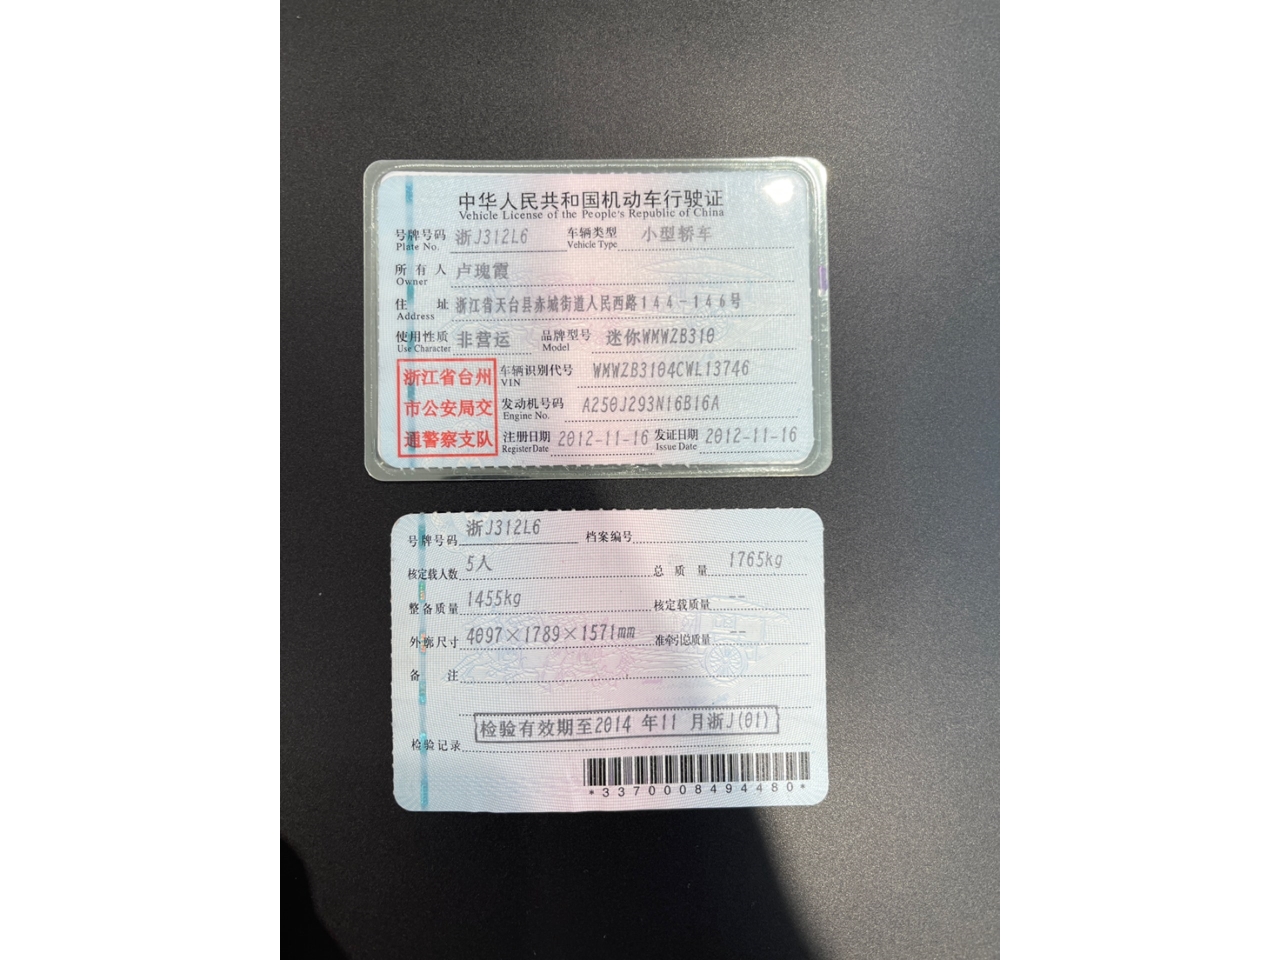 中华人民共和国机动车行驶证
Vehicle License of the People's Republic of China
号牌号码 浙J312L6 车辆类型 小型轿车
Plate No. Vehicle Type
所有人 卢瑰霞
Owner
住址 浙江省天台县赤城街道人民西路144-146号
Address
使用性质 非营运 品牌型号 迷你WMWZB310
Use Character Model
浙江省台州
市公安局交
通警察支队
车辆识别代号 WMWZB3104CWL13746
VIN
发动机号码 A250J293N16B16A
Engine No.
注册日期 2012-11-16 发证日期 2012-11-16
Register Date Issue Date
号牌号码 浙J312L6 档案编号
核定载人数 5人 总质量 1765kg
整备质量 1455kg 核定载质量 --
外廓尺寸 4097×1789×1571mm 准牵引总质量 --
备注
检验有效期至2014 年11 月浙J(01)
检验记录
*3370008494480*